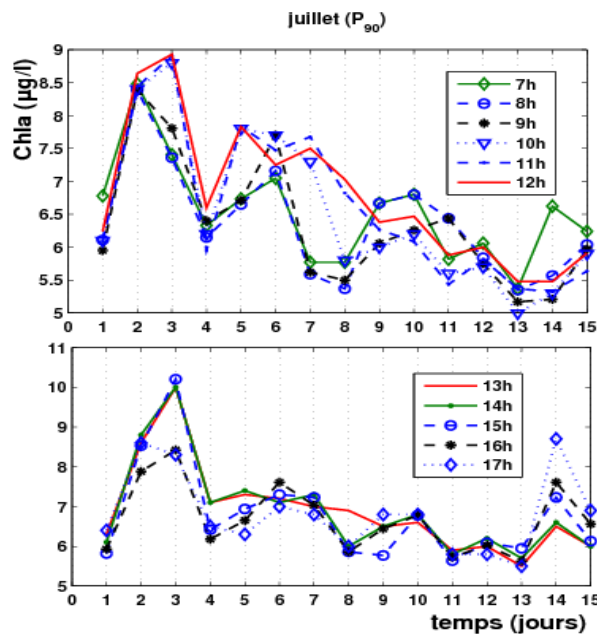 juillet (P90)
Chla (µg/l)
9
8.5
8
7.5
7
6.5
6
5.5
5
7h
8h
9h
10h
11h
12h
0 1 2 3 4 5 6 7 8 9 10 11 12 13 14 15
11
10
9
8
7
6
5
13h
14h
15h
16h
17h
0 1 2 3 4 5 6 7 8 9 10 11 12 13 14 15
temps (jours)